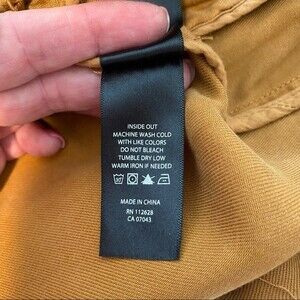 INSIDE OUT
MACHINE WASH COLD
WITH LIKE COLORS
DO NOT BLEACH
TUMBLE DRY LOW
WARM IRON IF NEEDED
MADE IN CHINA
RN 112628
CA 07043